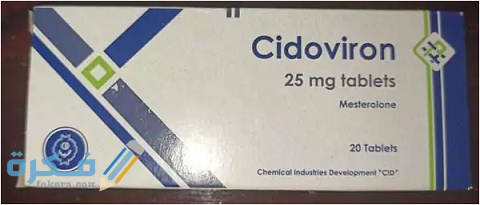 Cidoviron
25 mg tablets
Mesterolone
20 Tablets
Chemical Industries Development "CID"
فكرة
fekera.com